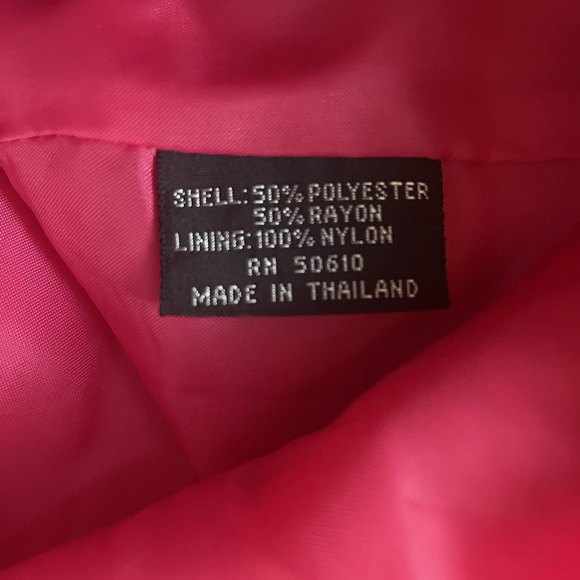 SHELL: 50% POLYESTER
50% RAYON
LINING: 100% NYLON
RN 50610
MADE IN THAILAND